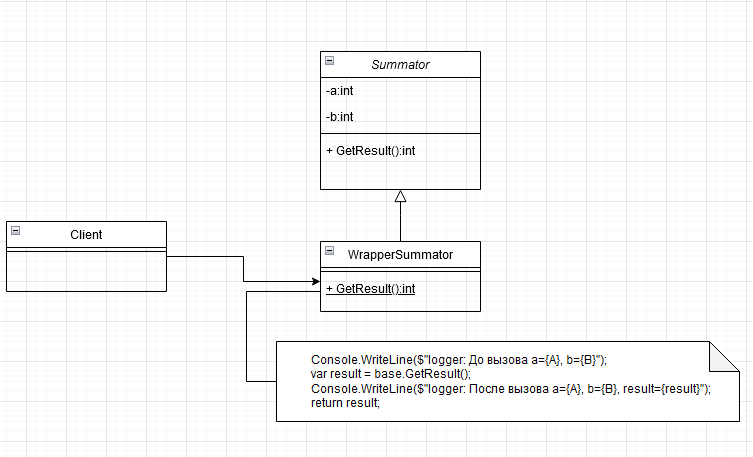 Summator
-a:int
-b:int
+ GetResult():int
Client
WrapperSummator
+ GetResult():int
Console.WriteLine($"logger: До вызова a={A}, b={B}");
var result = base.GetResult();
Console.WriteLine($"logger: После вызова a={A}, b={B}, result={result}");
return result;